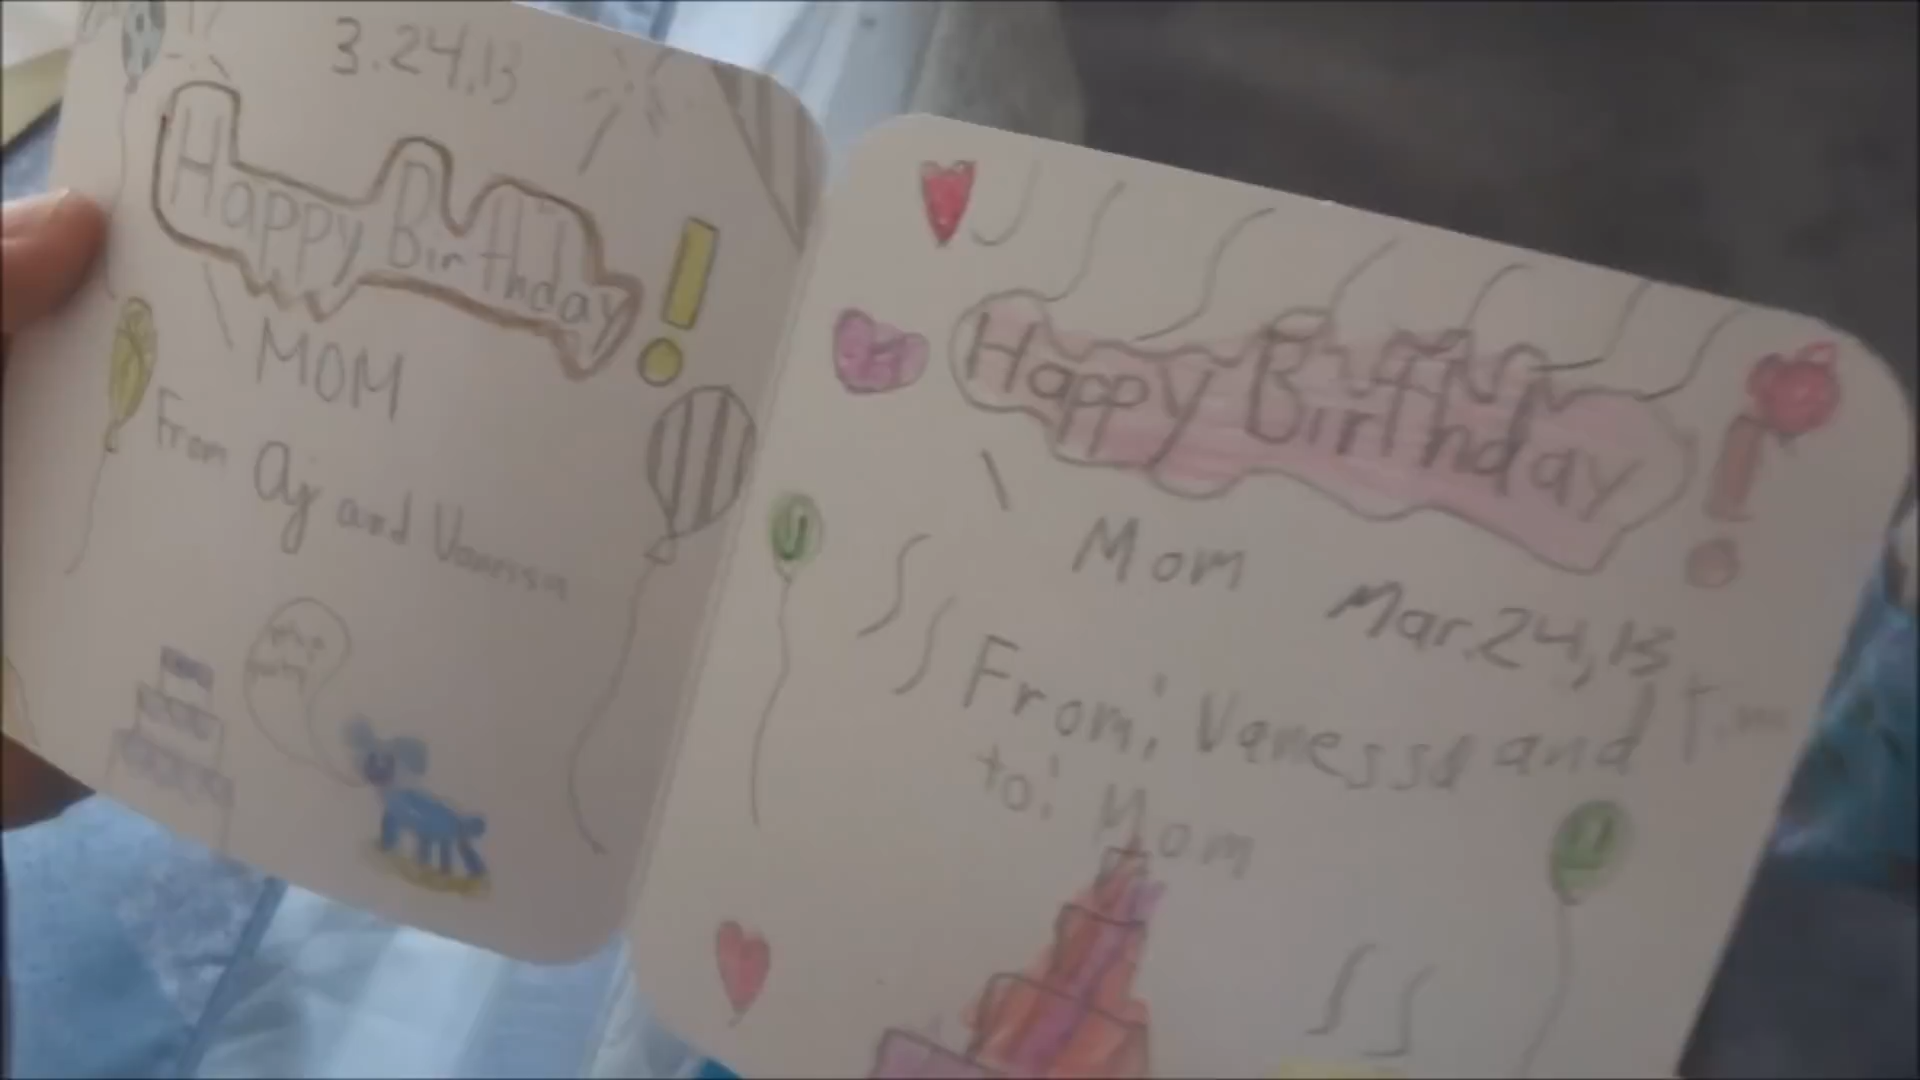 3.24,13
Happy Birthday!
MOM
From Aj and Vanessa
Happy Birthday!
Mom
Mar.24,13
From: Vanessa and Tim
to: Mom